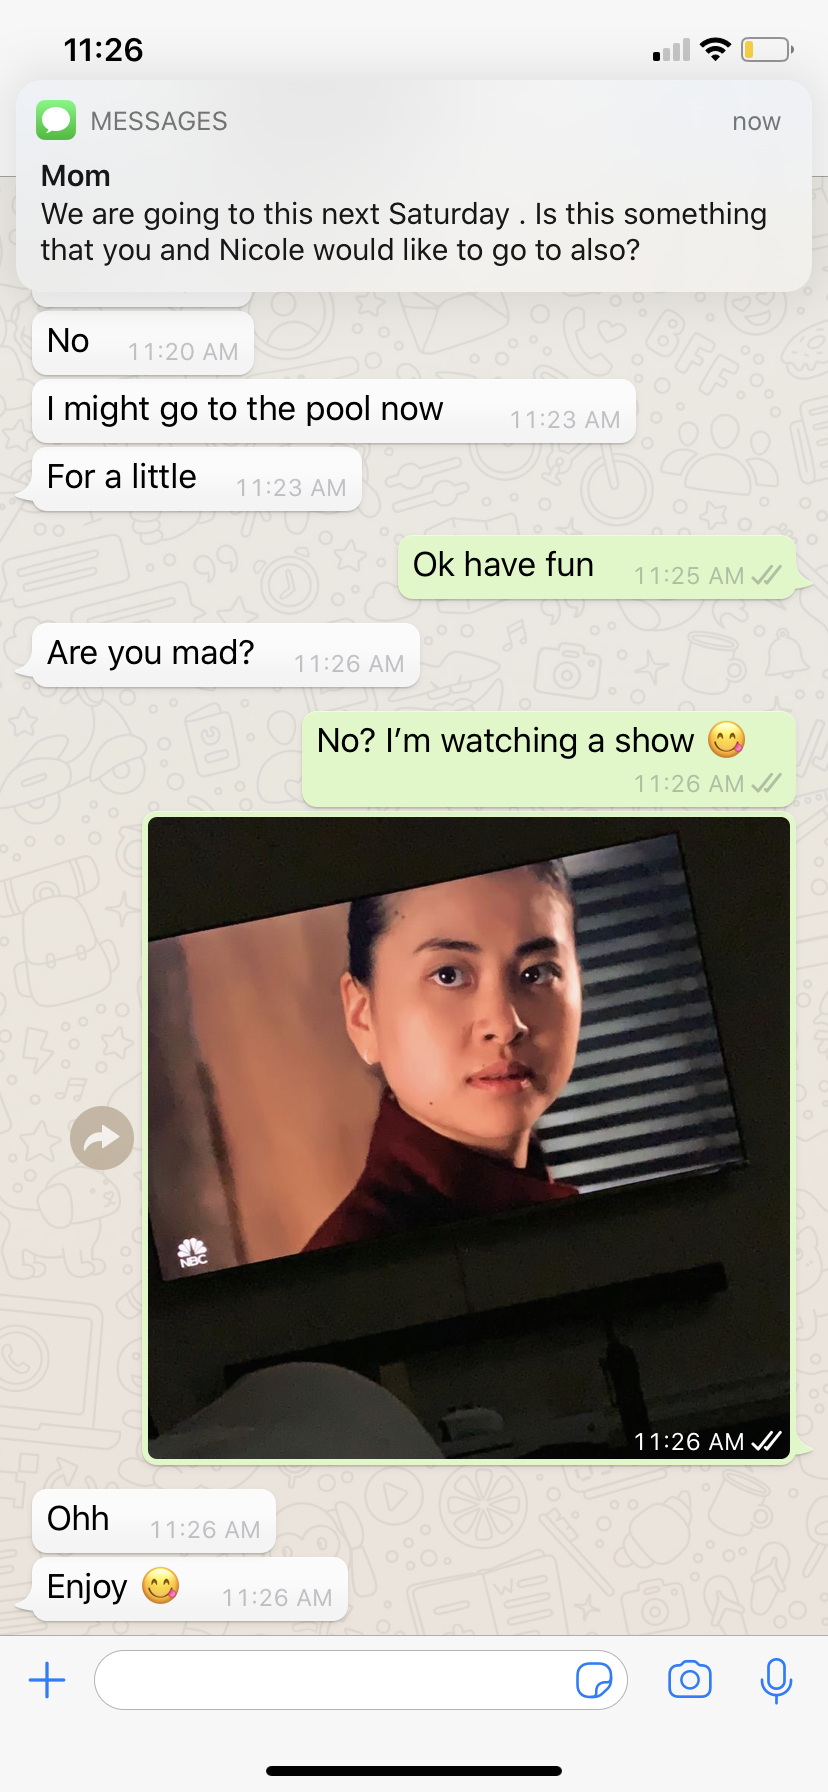 11:26
MESSAGES
now
Mom
We are going to this next Saturday . Is this something
that you and Nicole would like to go to also?
No 11:20 AM
I might go to the pool now 11:23 AM
For a little 11:23 AM
Ok have fun 11:25 AM
Are you mad? 11:26 AM
No? I’m watching a show 😋
11:26 AM
NBC
11:26 AM
Ohh 11:26 AM
Enjoy 😋 11:26 AM